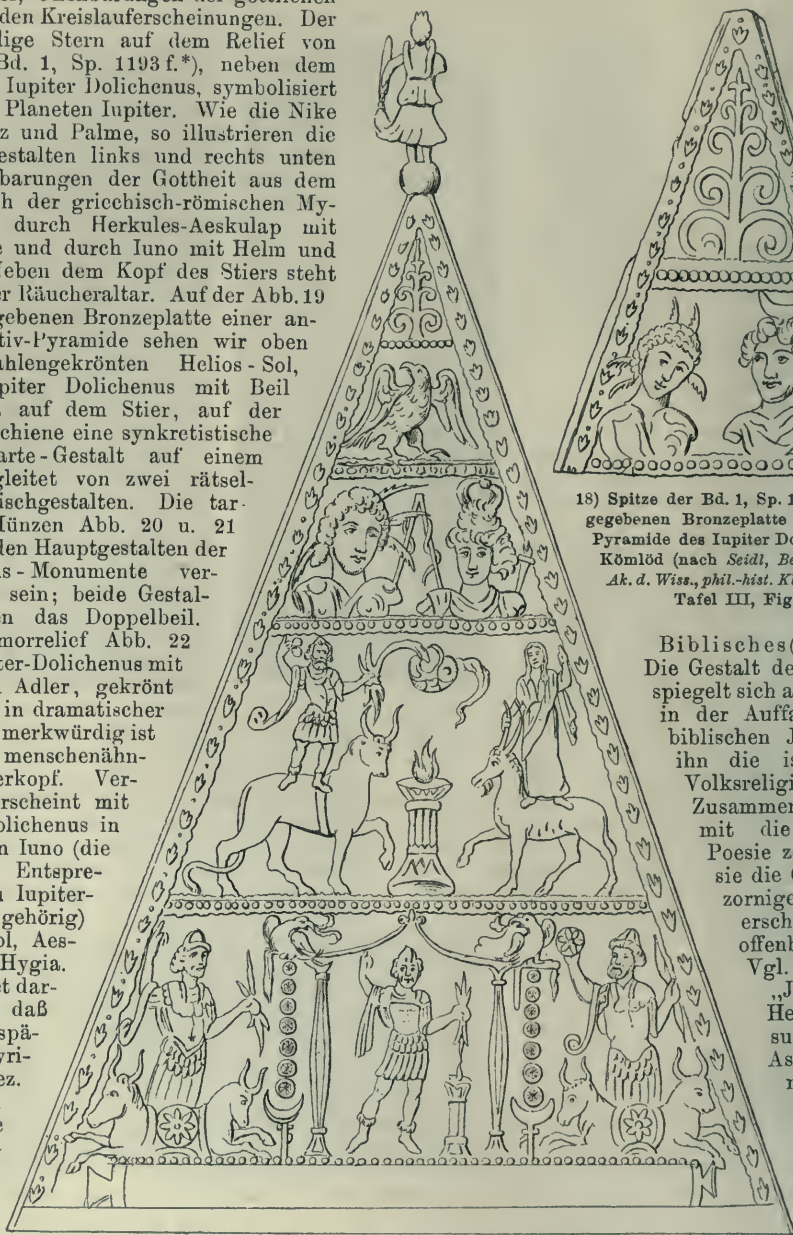 der göttlichen
den Kreislauferscheinungen. Der
lige Stern auf dem Relief von
Bd. 1, Sp. 1193 f.*), neben dem
Iupiter Dolichenus, symbolisiert
Planeten Iupiter. Wie die Nike
z und Palme, so illustrieren die
estalten links und rechts unten
barungen der Gottheit aus dem
h der griechisch-römischen My-
durch Herkules-Aeskulap mit
e und durch Iuno mit Helm und
Neben dem Kopf des Stiers steht
er Räucheraltar. Auf der Abb. 19
gebenen Bronzeplatte einer an-
tiv-Pyramide sehen wir oben
ahlengekrönten Helios-Sol,
piter Dolichenus mit Beil
auf dem Stier, auf der
schiene eine synkretistische
arte-Gestalt auf einem
gleitet von zwei rätsel-
ischgestalten. Die tar-
Münzen Abb. 20 u. 21
den Hauptgestalten der
s-Monumente ver-
sein; beide Gestal-
en das Doppelbeil.
morrelief Abb. 22
ter-Dolichenus mit
Adler, gekrönt
in dramatischer
merkwürdig ist
menschenähn-
erkopf. Ver-
erscheint mit
olichenus in
n Iuno (die
Entspre-
Iupiter-
gehörig)
ol, Aes-
Hygia.
et dar-
daß
spä-
yri-
ez.
18) Spitze der Bd. 1, Sp. 1
gegebenen Bronzeplatte
Pyramide des Iupiter Do
Kömlöd (nach Seidl, Be
Ak. d. Wiss., phil.-hist. Kl
Tafel III, Fig
Biblisches(
Die Gestalt de
spiegelt sich a
in der Auffa
biblischen J
ihn die is
Volksreligi
Zusammen
mit die
Poesie z
sie die G
zornige
ersch
offenb
Vgl.
„J
He
su
As